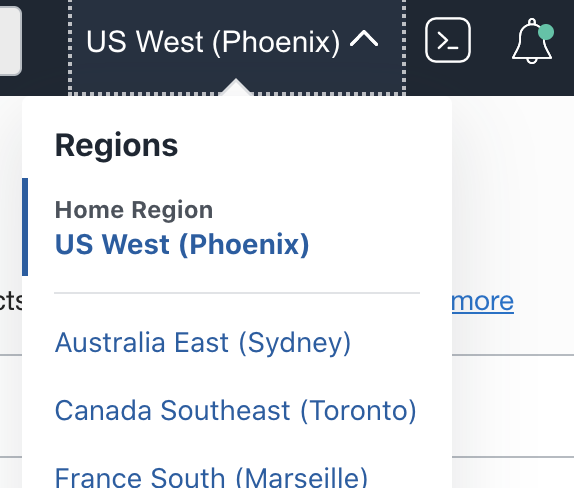 US West (Phoenix)
Regions
Home Region
US West (Phoenix)
more
Australia East (Sydney)
Canada Southeast (Toronto)
France South (Marseille)